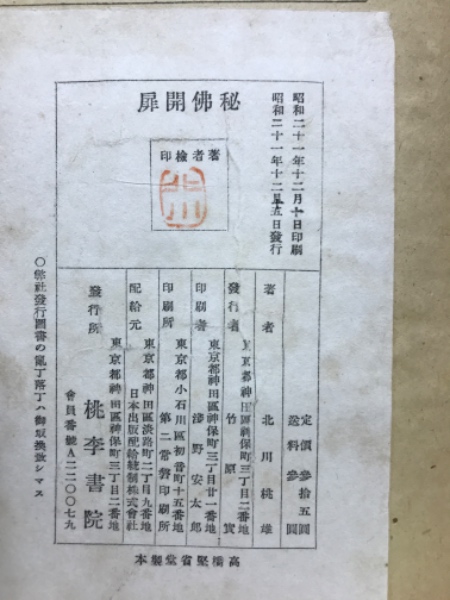 昭和二十一年十二月十日印刷
昭和二十一年十二月十五日發行
秘佛開扉
著者檢印
北川
定價 參拾五圓
送料 參圓
著者 北川桃雄
東京都神田區神保町三丁目二番地
發行者 竹原
東京都神田區神保町三丁目廿一番地
印刷者 野安太郎
東京都小石川區初音町十五番地
印刷所 第二常磐印刷所
東京都神田區淡路町二丁目九番地
配給元 日本出版配給統制株式會社
東京都神田區神保町三丁目二番地
發行所 桃李書院
會員番號A二二〇〇七九
〇弊社發行圖書の亂丁落丁ハ御取換致シマス
高橋堅省堂製本